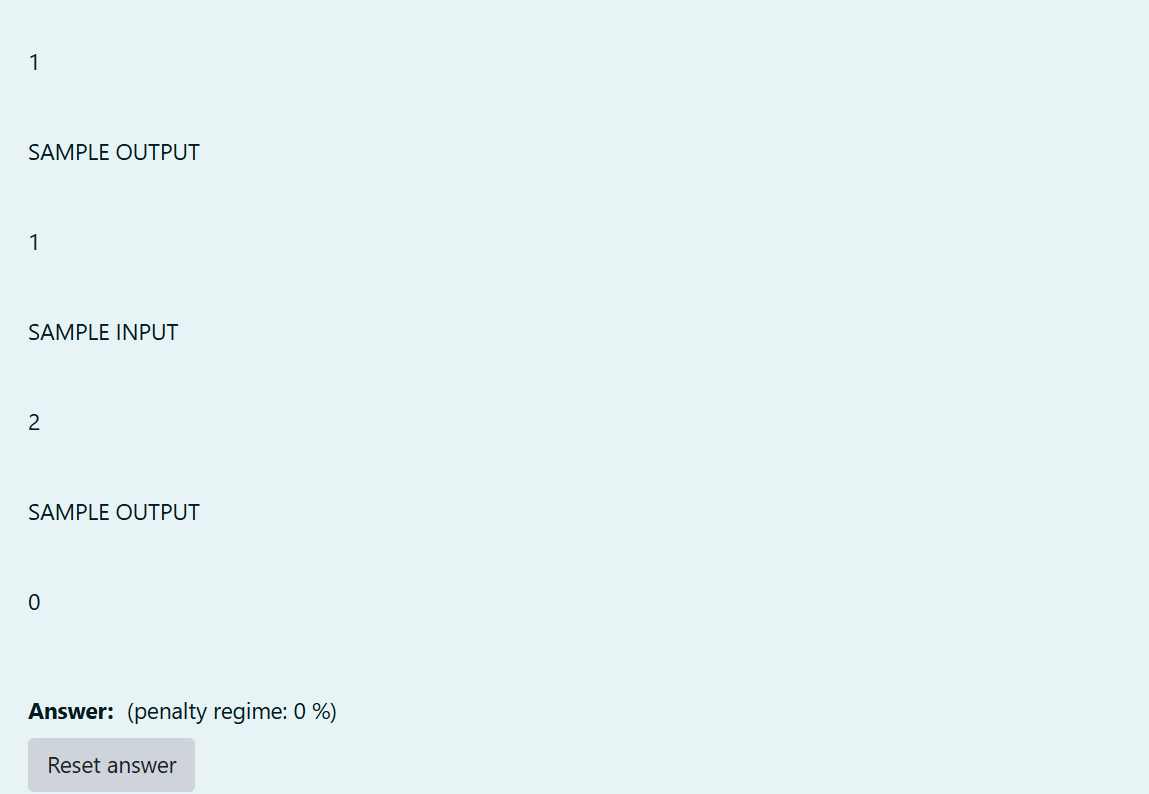 1
SAMPLE OUTPUT
1
SAMPLE INPUT
2
SAMPLE OUTPUT
0
Answer: (penalty regime: 0 %)
Reset answer